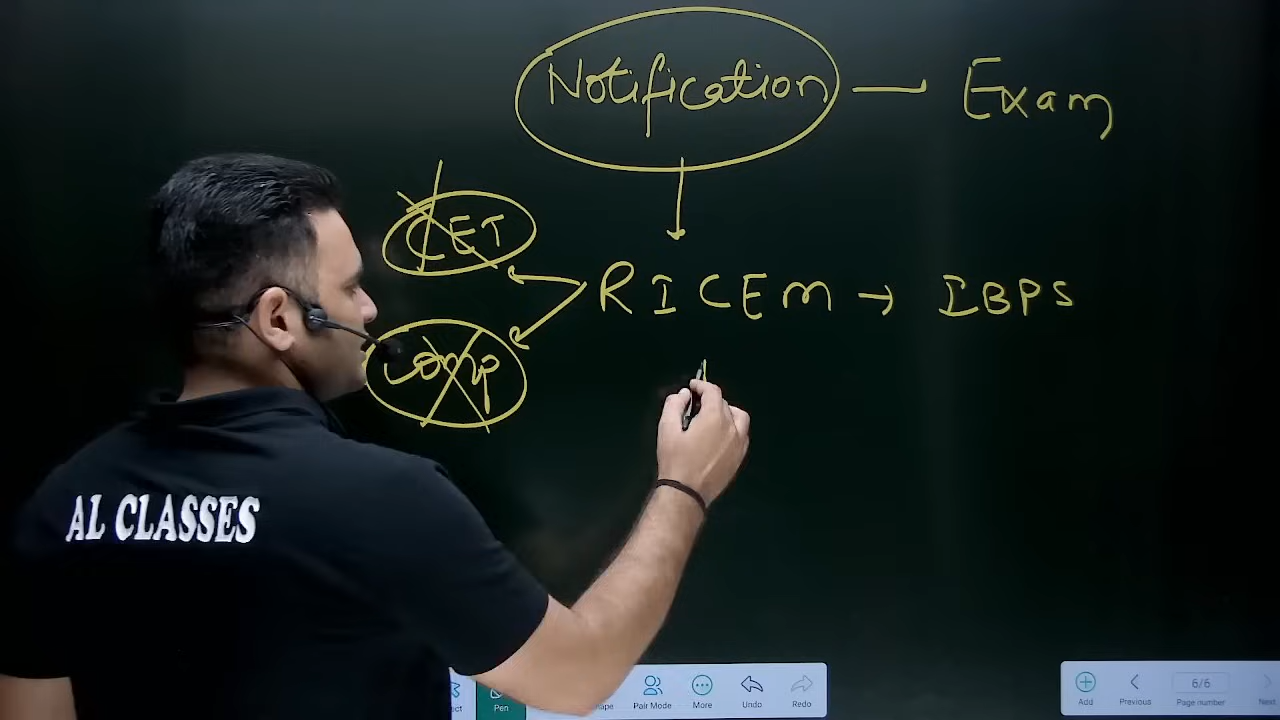 Notification — Exam
CET
RICEM → IBPS
Comp
AL CLASSES
Pen
Pair Mode
More
Undo
Redo
Add
Previous
6/6
Page number
Next